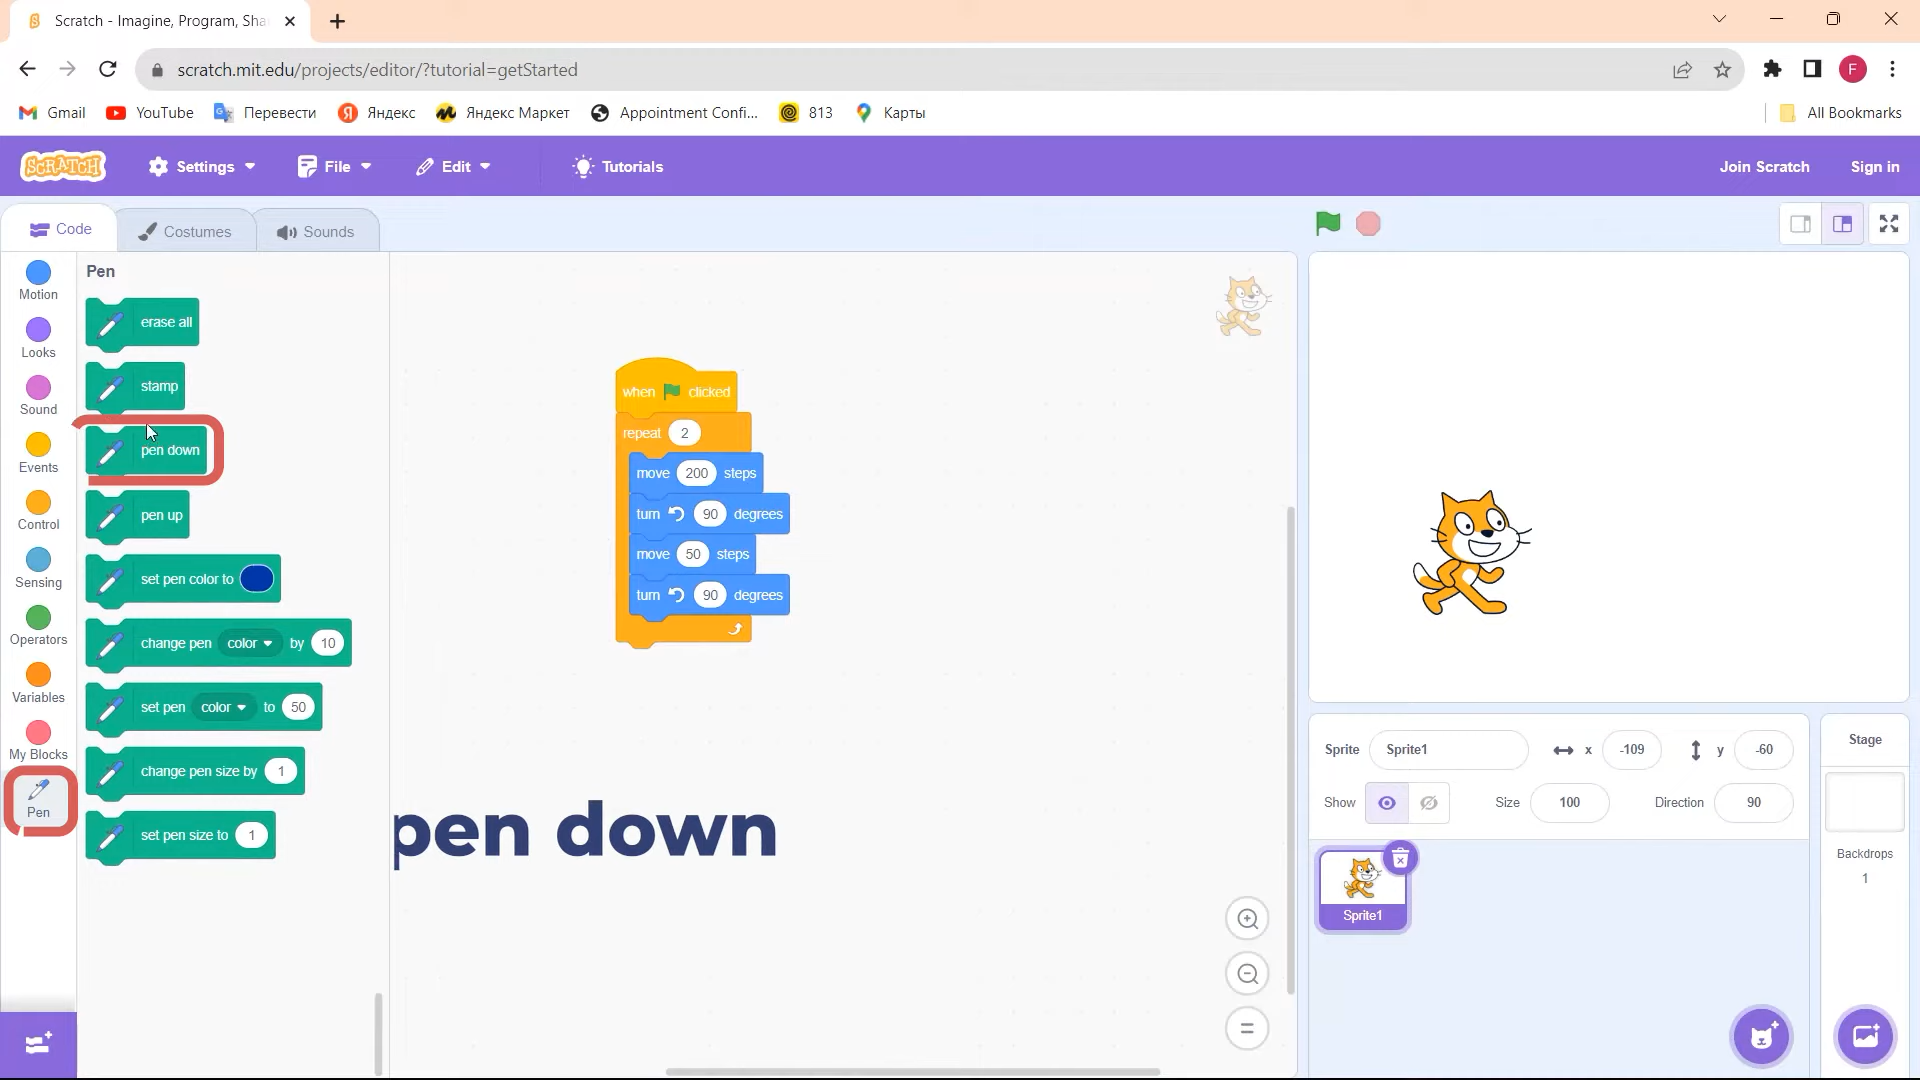 Scratch - Imagine, Program, Sha
scratch.mit.edu/projects/editor/?tutorial=getStarted
F
Gmail
YouTube
Перевести
Яндекс
Яндекс Маркет
Appointment Confi...
813
Карты
All Bookmarks
SCRATCH
Settings
File
Edit
Tutorials
Join Scratch
Sign in
Code
Costumes
Sounds
Motion
Looks
Sound
Events
Control
Sensing
Operators
Variables
My Blocks
Pen
Pen
erase all
stamp
pen down
pen up
set pen color to
change pen color by 10
set pen color to 50
change pen size by 1
set pen size to 1
when clicked
repeat 2
move 200 steps
turn 90 degrees
move 50 steps
turn 90 degrees
pen down
Sprite Sprite1 x -109 y -60
Show Size 100 Direction 90
Sprite1
Stage
Backdrops
1